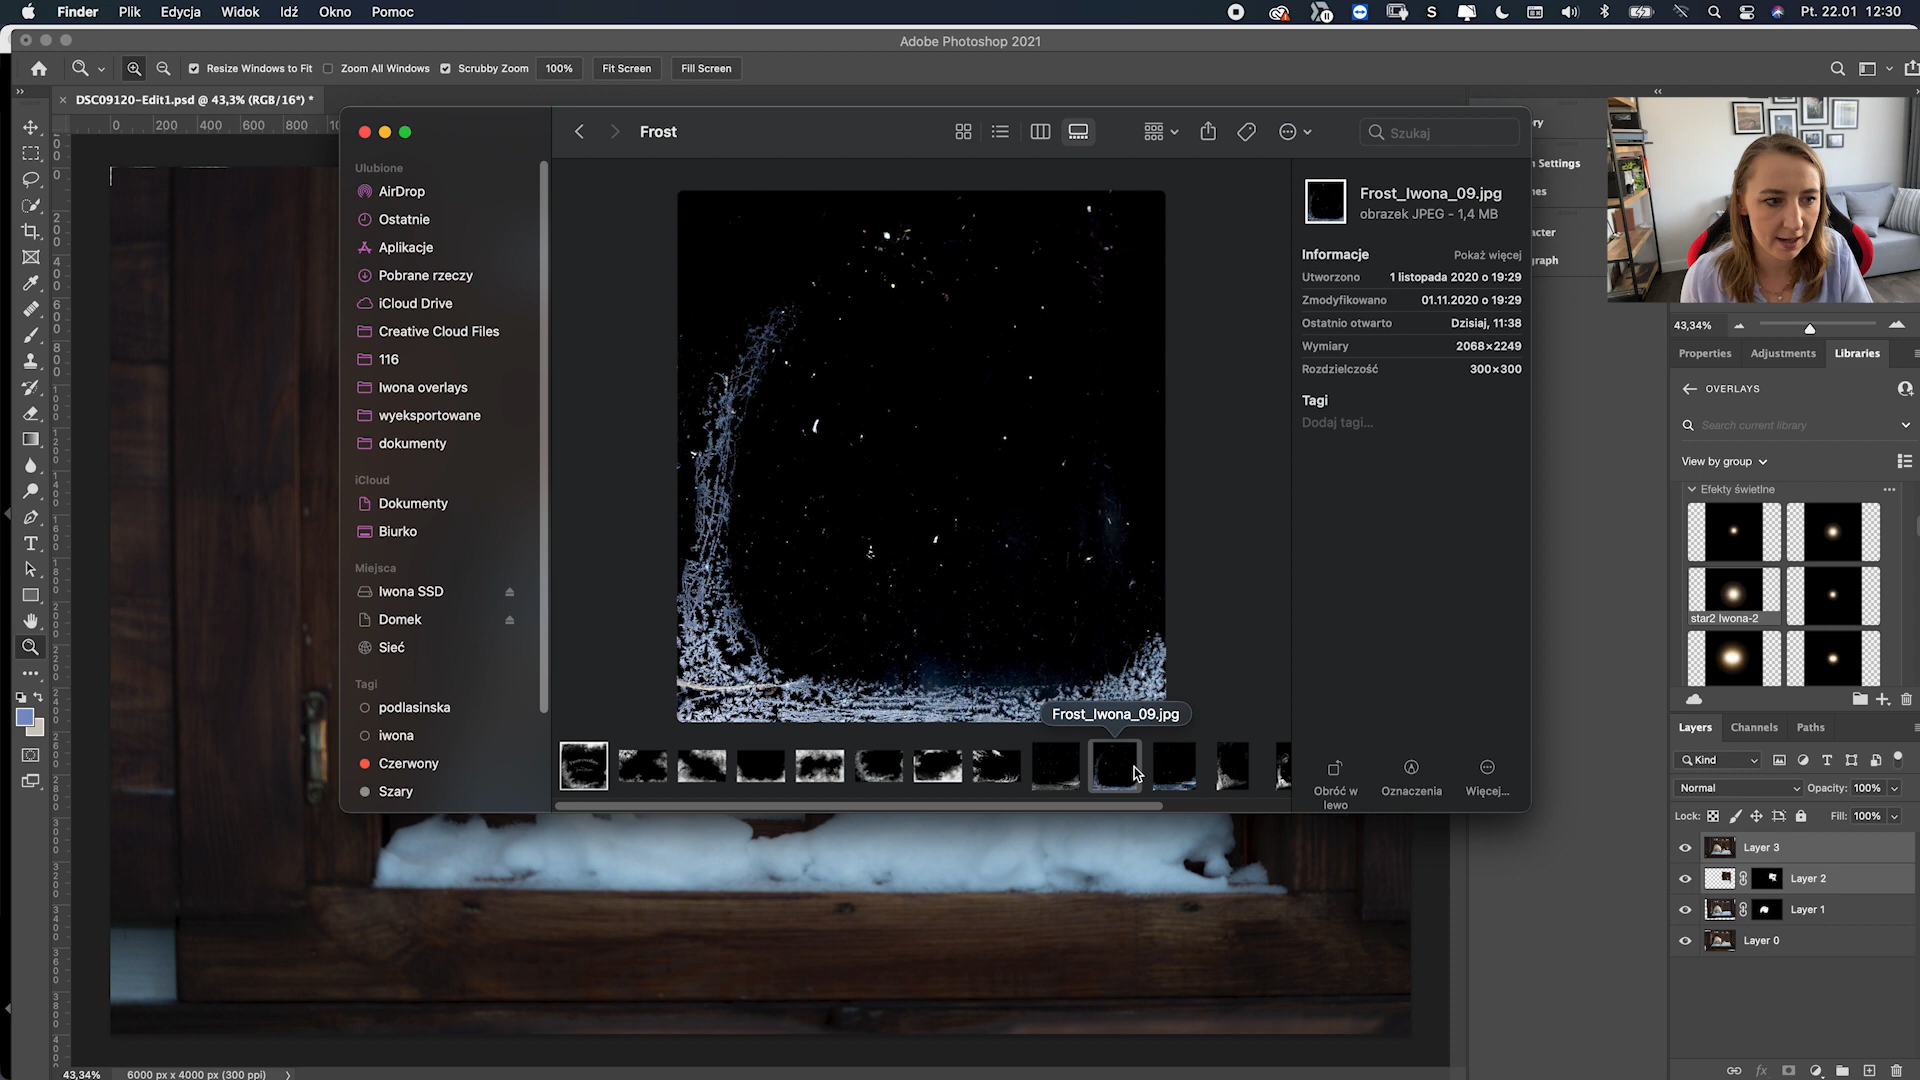 Finder Plik Edycja Widok Idź Okno Pomoc
S
Pt. 22.01 12:30
Adobe Photoshop 2021
Resize Windows to Fit Zoom All Windows Scrubby Zoom 100% Fit Screen Fill Screen
DSC09120-Edit1.psd @ 43,3% (RGB/16*) *
0 200 400 600 800
Frost
Szukaj
Ulubione
AirDrop
Ostatnie
Aplikacje
Pobrane rzeczy
iCloud Drive
Creative Cloud Files
116
Iwona overlays
wyeksportowane
dokumenty
iCloud
Dokumenty
Biurko
Miejsca
Iwona SSD
Domek
Sieć
Tagi
podlasinska
iwona
Czerwony
Szary
Frost_Iwona_09.jpg
Frost_Iwona_09.jpg
obrazek JPEG - 1,4 MB
Informacje Pokaż więcej
Utworzono 1 listopada 2020 o 19:29
Zmodyfikowano 01.11.2020 o 19:29
Ostatnio otwarto Dzisiaj, 11:38
Wymiary 2068×2249
Rozdzielczość 300×300
Tagi
Dodaj tagi...
Obróć w lewo
Oznaczenia
Więcej...
Settings
43,34%
Properties Adjustments Libraries
OVERLAYS
Search current library
View by group
Efekty świetlne
star2 Iwona-2
Layers Channels Paths
Kind
Normal Opacity: 100%
Lock: Fill: 100%
Layer 3
Layer 2
Layer 1
Layer 0
fx
43,34% 6000 px x 4000 px (300 ppi)